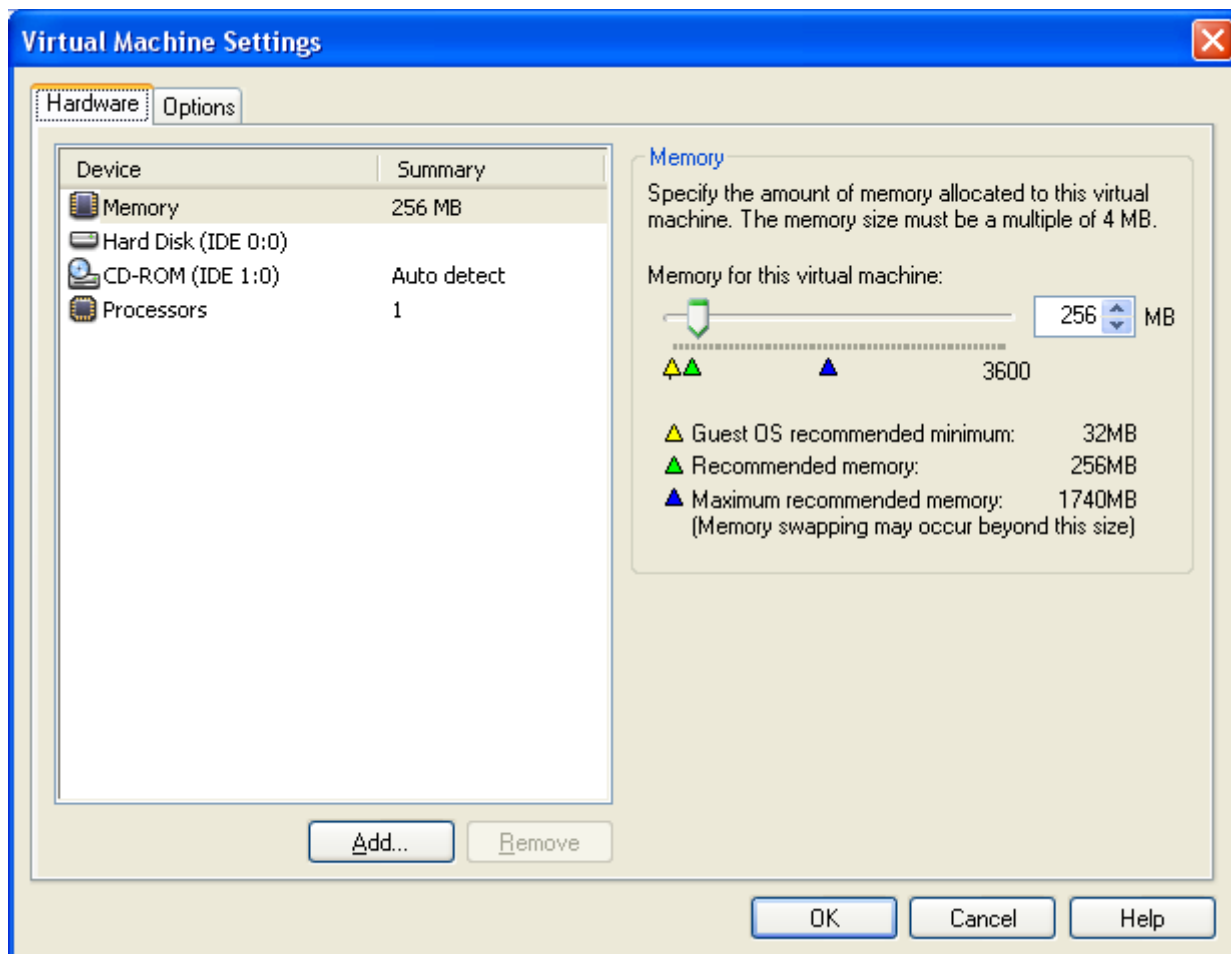 Virtual Machine Settings
Hardware Options
Device Summary
Memory 256 MB
Hard Disk (IDE 0:0)
CD-ROM (IDE 1:0) Auto detect
Processors 1
Add... Remove
Memory
Specify the amount of memory allocated to this virtual
machine. The memory size must be a multiple of 4 MB.
Memory for this virtual machine:
256 MB
3600
Guest OS recommended minimum: 32MB
Recommended memory: 256MB
Maximum recommended memory: 1740MB
(Memory swapping may occur beyond this size)
OK Cancel Help